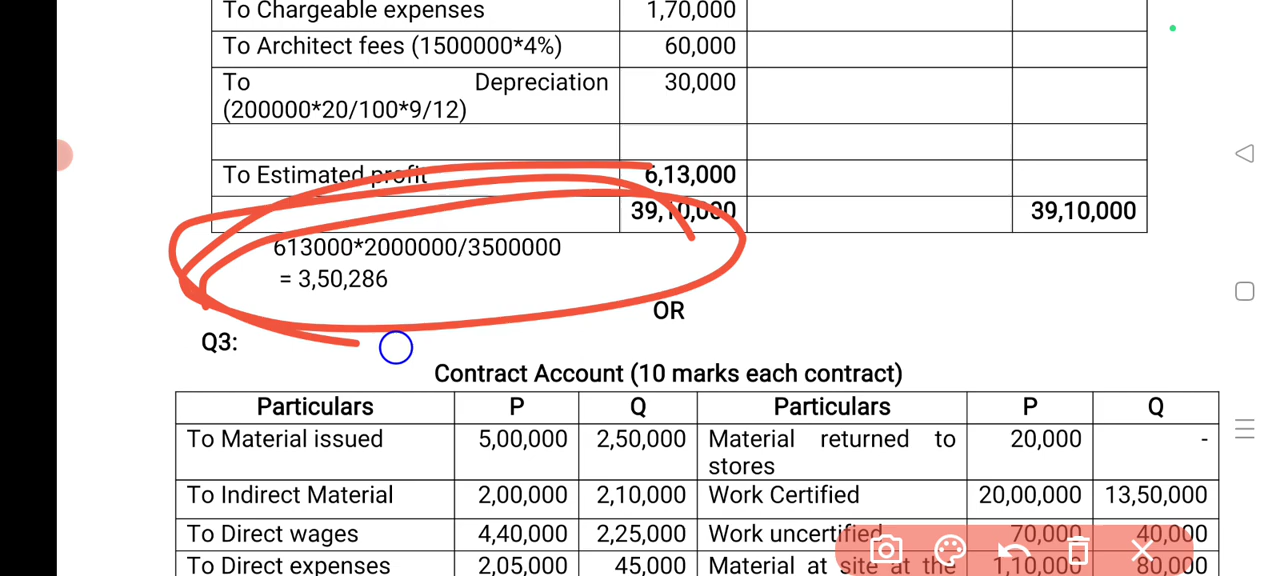 To Chargeable expenses 1,70,000
To Architect fees (1500000*4%) 60,000
To Depreciation 30,000
(200000*20/100*9/12)
To Estimated profit 6,13,000
39,10,000 39,10,000
613000*2000000/3500000
= 3,50,286
OR
Q3:
Contract Account (10 marks each contract)
Particulars P Q Particulars P Q
To Material issued 5,00,000 2,50,000 Material returned to 20,000 -
stores
To Indirect Material 2,00,000 2,10,000 Work Certified 20,00,000 13,50,000
To Direct wages 4,40,000 2,25,000 Work uncertified 70,000 40,000
To Direct expenses 2,05,000 45,000 Material at site at the 1,10,000 80,000